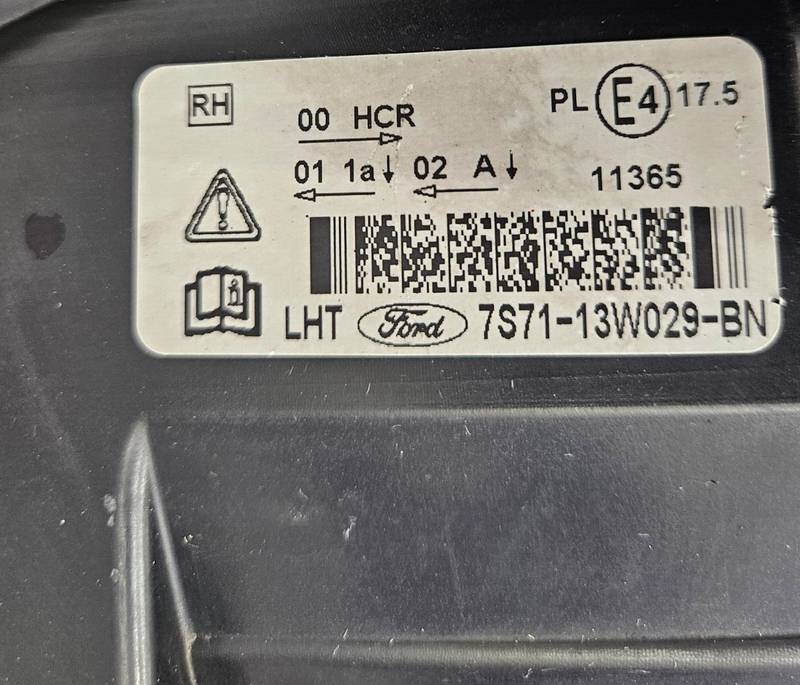 RH
00 HCR
PL E4 17.5
01 1a 02 A
11365
LHT Ford 7S71-13W029-BN